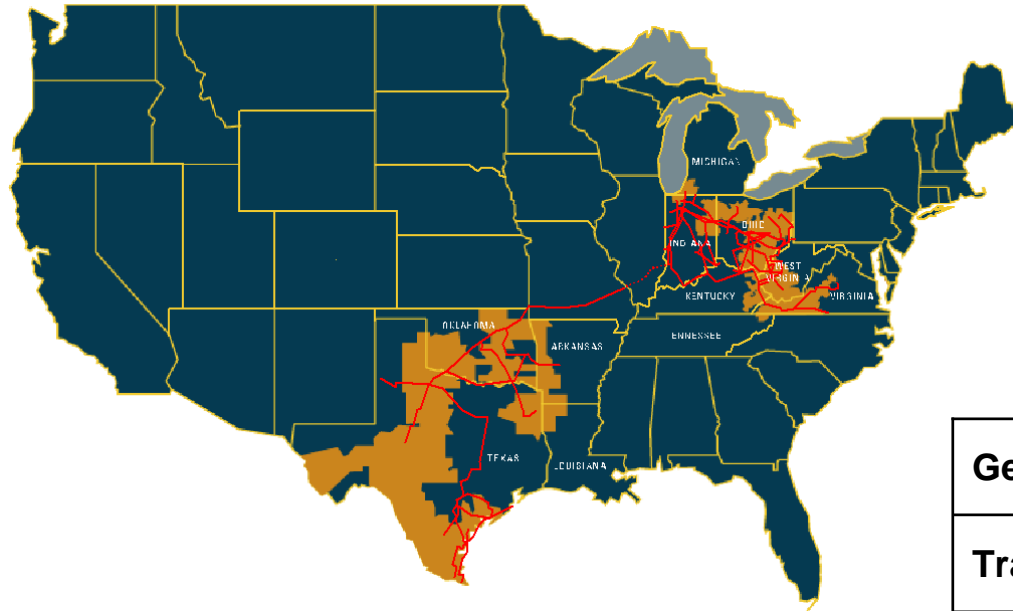 MICHIGAN
OHIO
INDIANA
WEST
VIRGINIA
KENTUCKY
VIRGINIA
OKLAHOMA
ENNESSEE
ARKANSAS
TEXAS
LOUISIANA
Ge
Tra